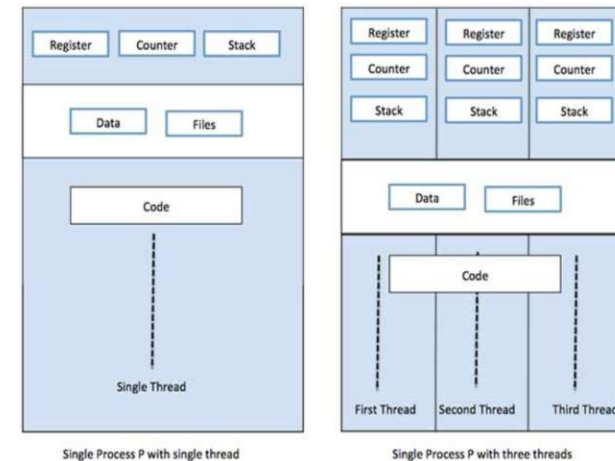 Register Counter Stack
Data Files
Code
Single Thread
Single Process P with single thread
Register Register Register
Counter Counter Counter
Stack Stack Stack
Data Files
Code
First Thread Second Thread Third Thread
Single Process P with three threads